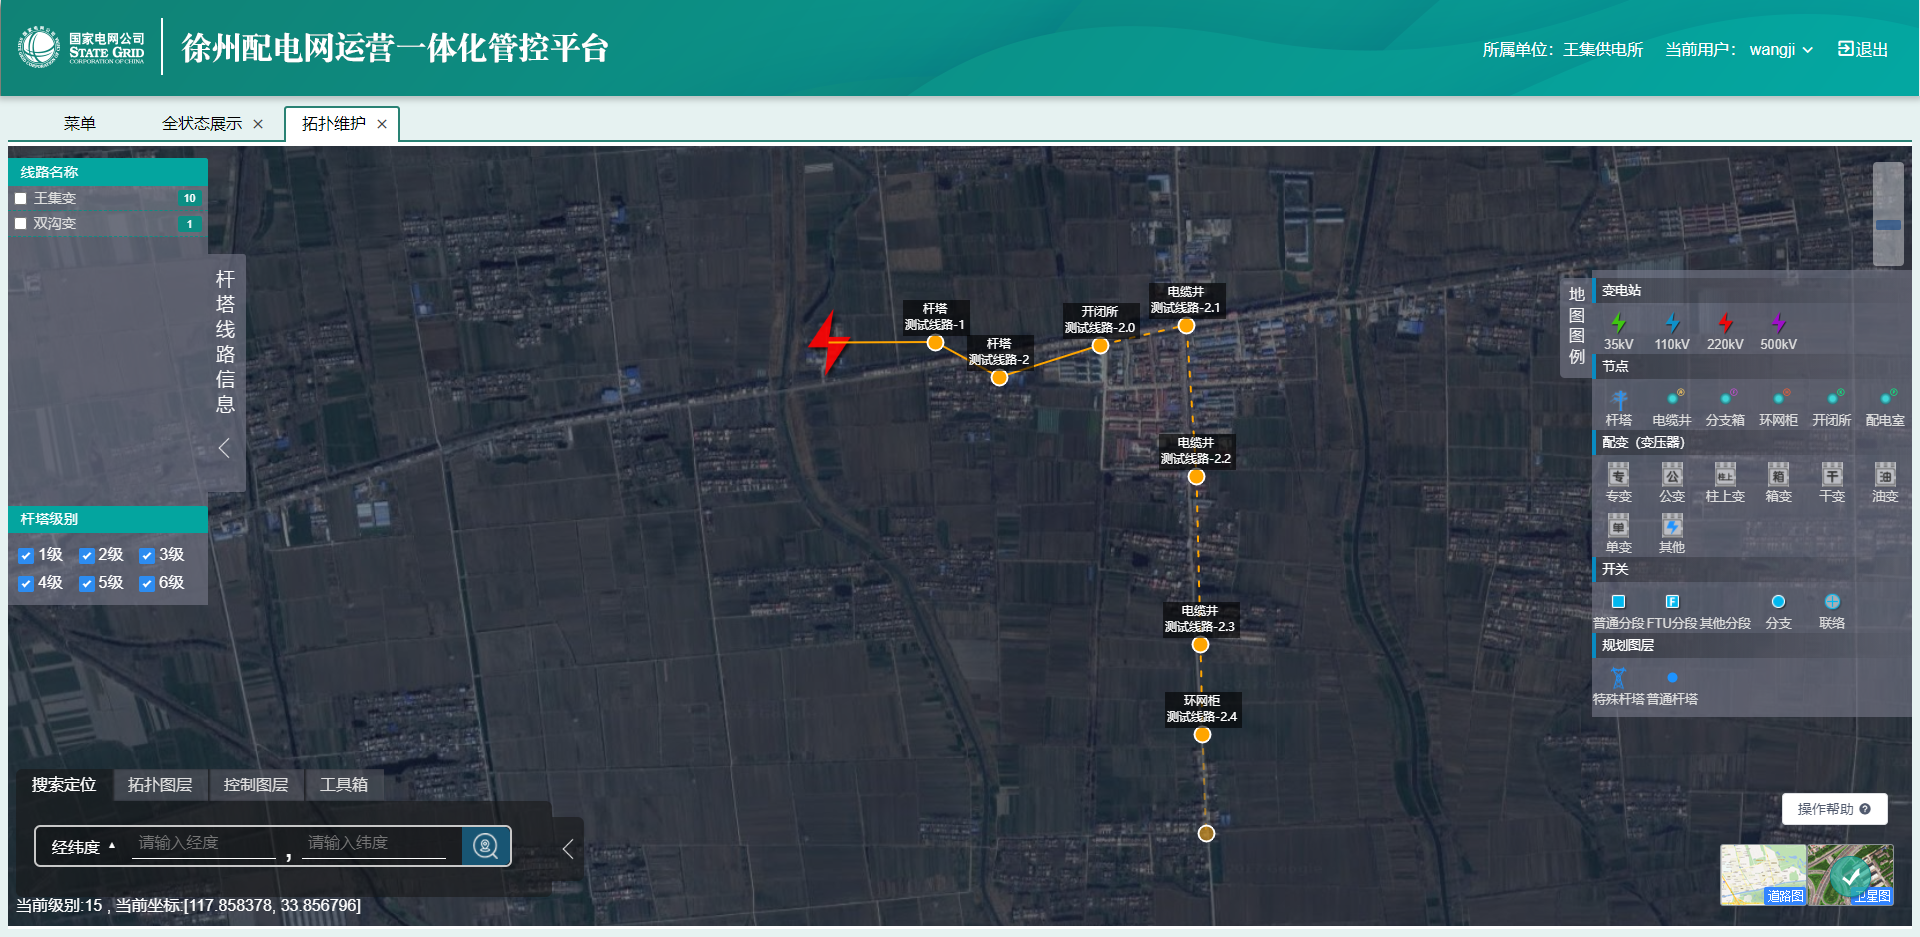 国家电网公司
STATE GRID
CORPORATION OF CHINA
徐州配电网运营一体化管控平台
所属单位：王集供电所 当前用户： wangji 退出
菜单 全状态展示 × 拓扑维护 ×
线路名称
王集变 10
双沟变 1
杆塔线路信息
杆塔级别
1级 2级 3级
4级 5级 6级
杆塔
测试线路-1
杆塔
测试线路-2
开闭所
测试线路-2.0
电缆井
测试线路-2.1
电缆井
测试线路-2.2
电缆井
测试线路-2.3
环网柜
测试线路-2.4
地图图例
变电站
35kV 110kV 220kV 500kV
节点
杆塔 电缆井 分支箱 环网柜 开闭所 配电室
配变（变压器）
专 公 柱上 箱 干 油
专变 公变 柱上变 箱变 干变 油变
单
单变 其他
开关
F
普通分段 FTU分段 其他分段 分支 联络
规划图层
特殊杆塔 普通杆塔
搜索定位 拓扑图层 控制图层 工具箱
经纬度 请输入经度 , 请输入纬度
当前级别:15 , 当前坐标:[117.858378, 33.856796]
操作帮助
道路图 卫星图